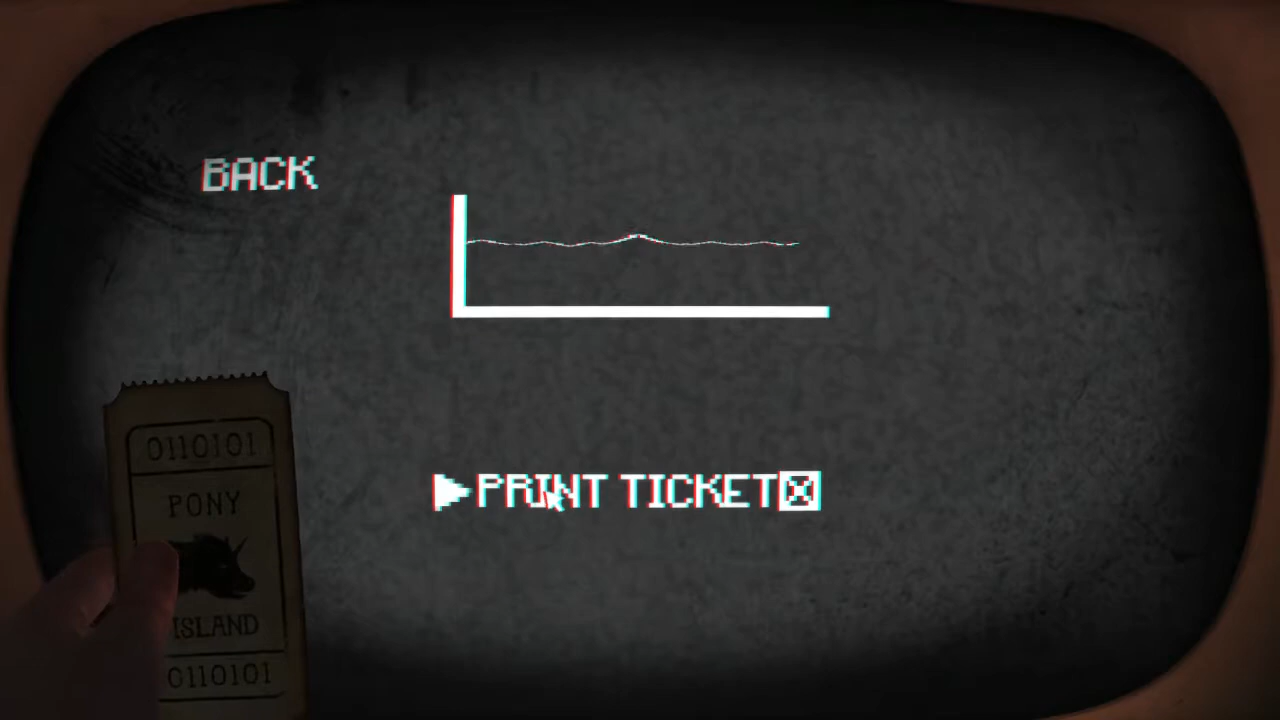 BACK
PRINT TICKET
0110101
PONY
ISLAND
0110101